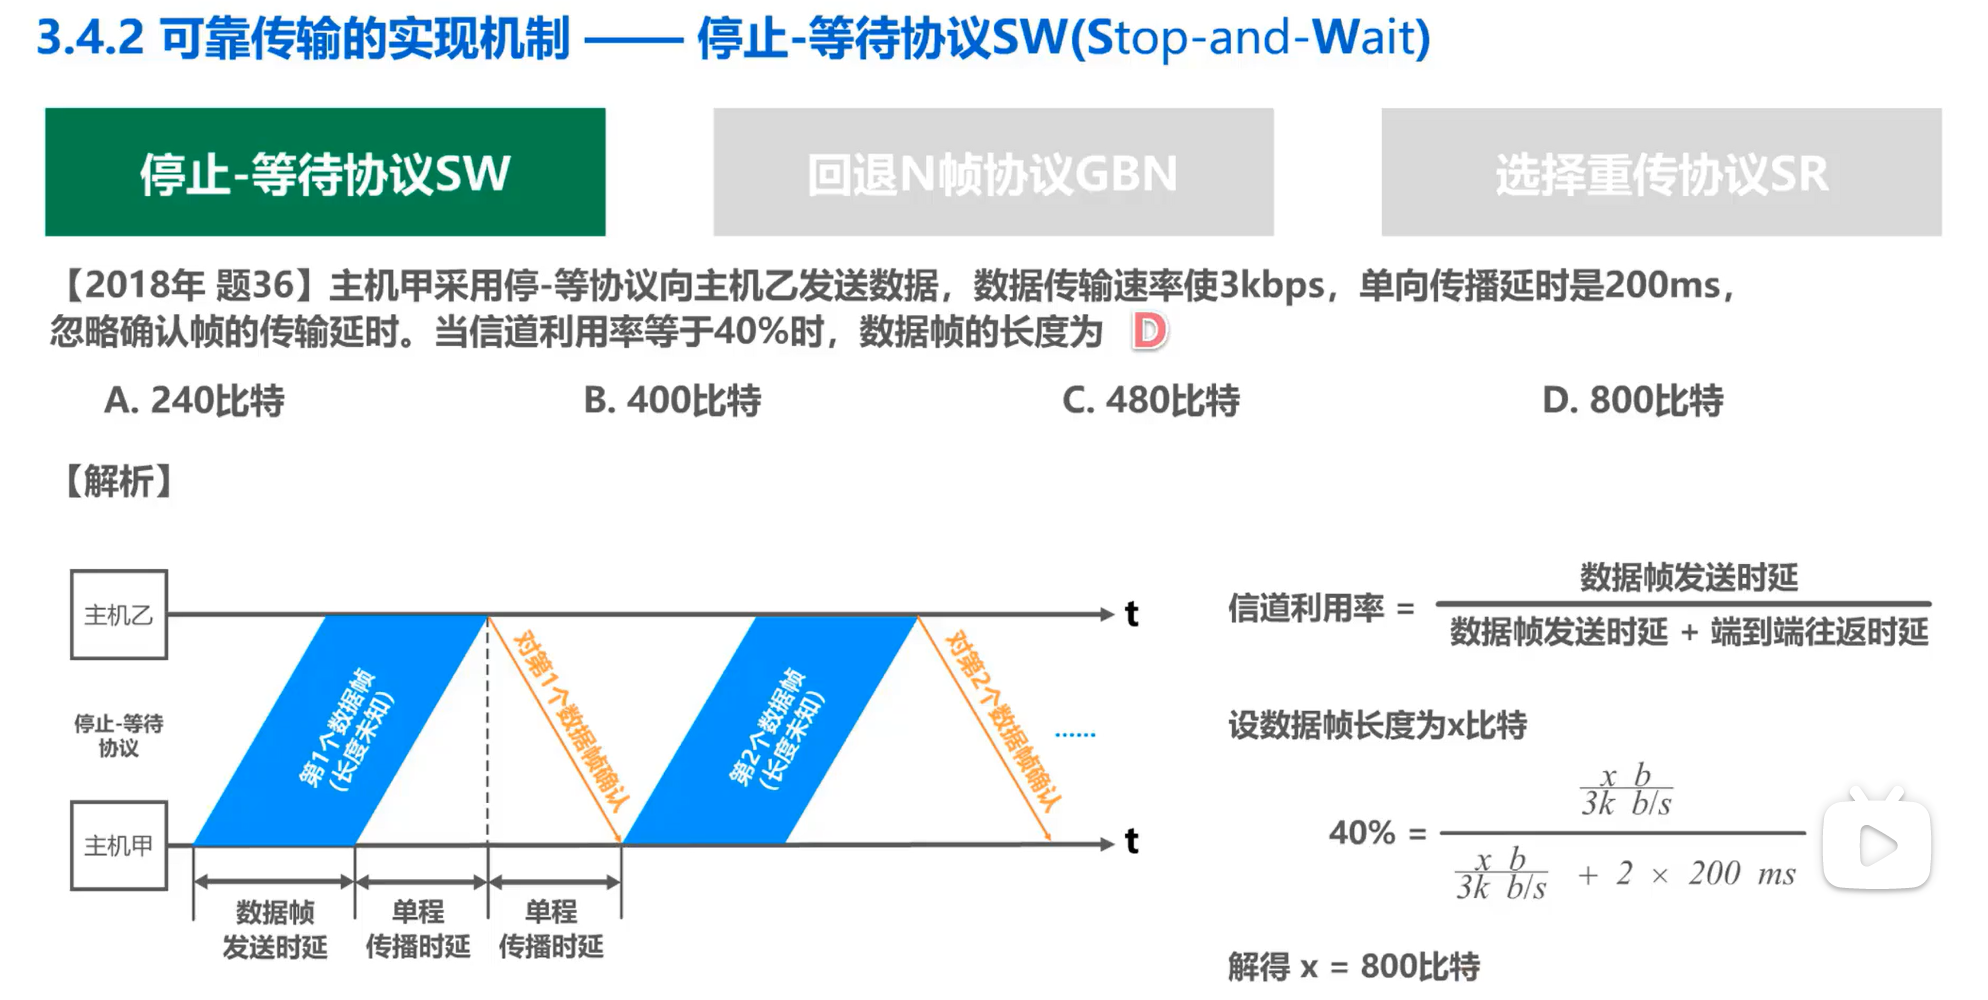 3.4.2 可靠传输的实现机制 —— 停止-等待协议SW(Stop-and-Wait)
停止-等待协议SW
回退N帧协议GBN
选择重传协议SR
【2018年 题36】主机甲采用停-等协议向主机乙发送数据，数据传输速率使3kbps，单向传播延时是200ms，
忽略确认帧的传输延时。当信道利用率等于40%时，数据帧的长度为 D
A. 240比特
B. 400比特
C. 480比特
D. 800比特
【解析】
主机乙
t
第1个数据帧
(长度未知)
对第1个数据帧确认
第2个数据帧
(长度未知)
对第2个数据帧确认
......
停止-等待
协议
主机甲
t
数据帧
发送时延
单程
传播时延
单程
传播时延
信道利用率 =
数据帧发送时延
数据帧发送时延 + 端到端往返时延
设数据帧长度为x比特
40% =
x b
3k b/s
x b
3k b/s
+ 2 × 200 ms
解得 x = 800比特